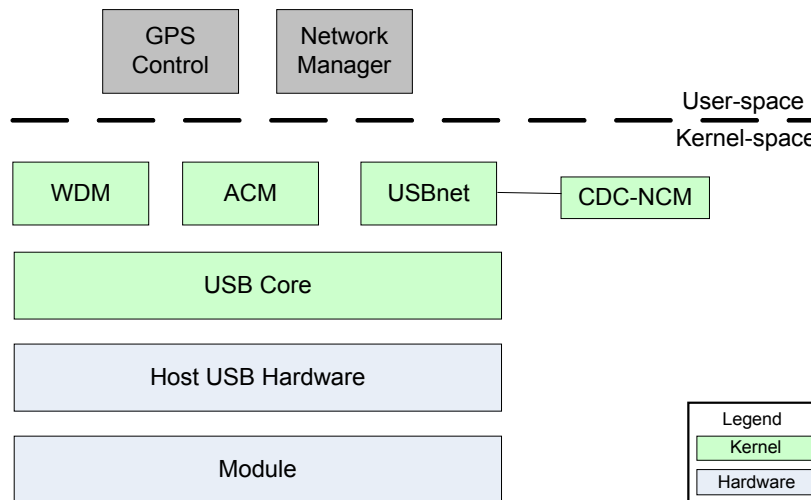 GPS
Control
Network
Manager
User-space
Kernel-space
WDM
ACM
USBnet
CDC-NCM
USB Core
Host USB Hardware
Module
Legend
Kernel
Hardware